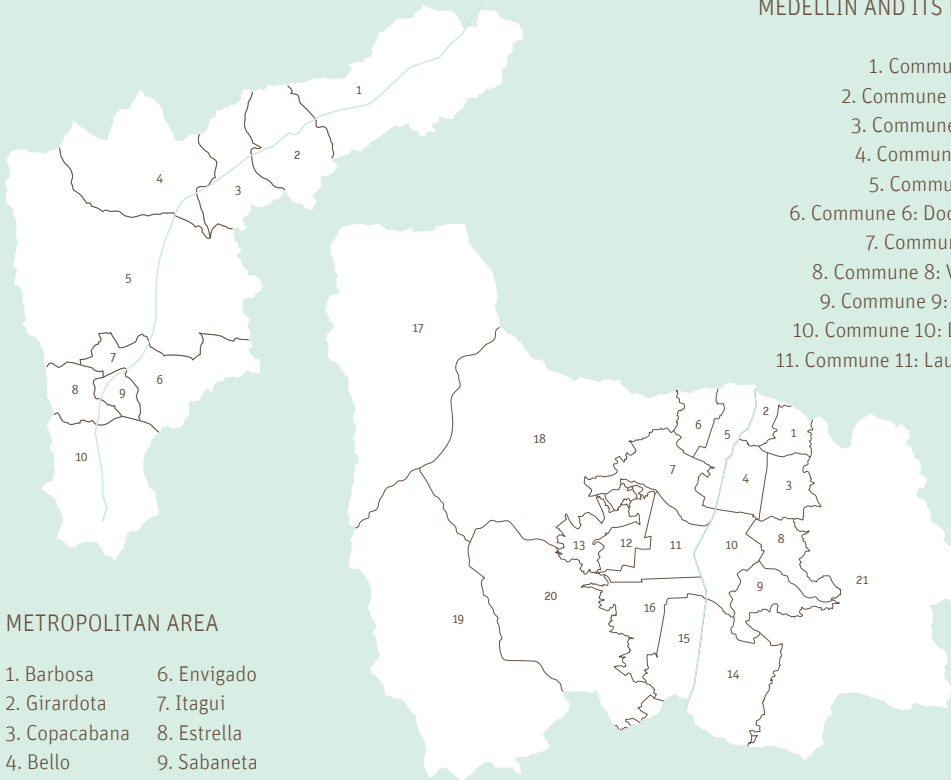 MEDELLIN AND ITS
1. Commu
2. Commune
3. Commune
4. Commun
5. Commu
6. Commune 6: Doc
7. Commun
8. Commune 8: V
9. Commune 9:
10. Commune 10: L
11. Commune 11: Lau
1
2
3
4
5
6
7
8
9
10
17
18
6
5
2
1
7
4
3
13
12
11
10
8
9
21
19
20
16
15
14
METROPOLITAN AREA
1. Barbosa
2. Girardota
3. Copacabana
4. Bello
6. Envigado
7. Itagui
8. Estrella
9. Sabaneta